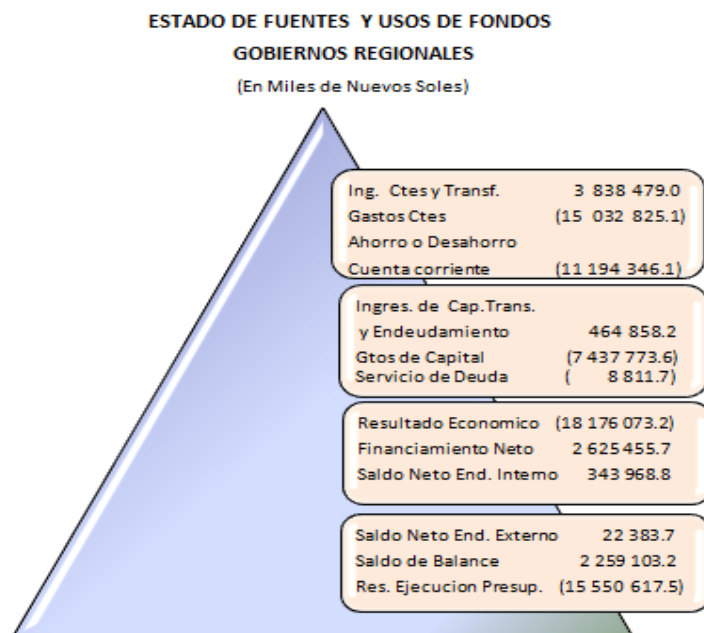 ESTADO DE FUENTES Y USOS DE FONDOS
GOBIERNOS REGIONALES
(En Miles de Nuevos Soles)
Ing. Ctes y Transf. 3 838 479.0
Gastos Ctes (15 032 825.1)
Ahorro o Desahorro
Cuenta corriente (11 194 346.1)
Ingres. de Cap.Trans.
y Endeudamiento 464 858.2
Gtos de Capital (7 437 773.6)
Servicio de Deuda ( 8 811.7)
Resultado Economico (18 176 073.2)
Financiamiento Neto 2 625 455.7
Saldo Neto End. Interno 343 968.8
Saldo Neto End. Externo 22 383.7
Saldo de Balance 2 259 103.2
Res. Ejecucion Presup. (15 550 617.5)